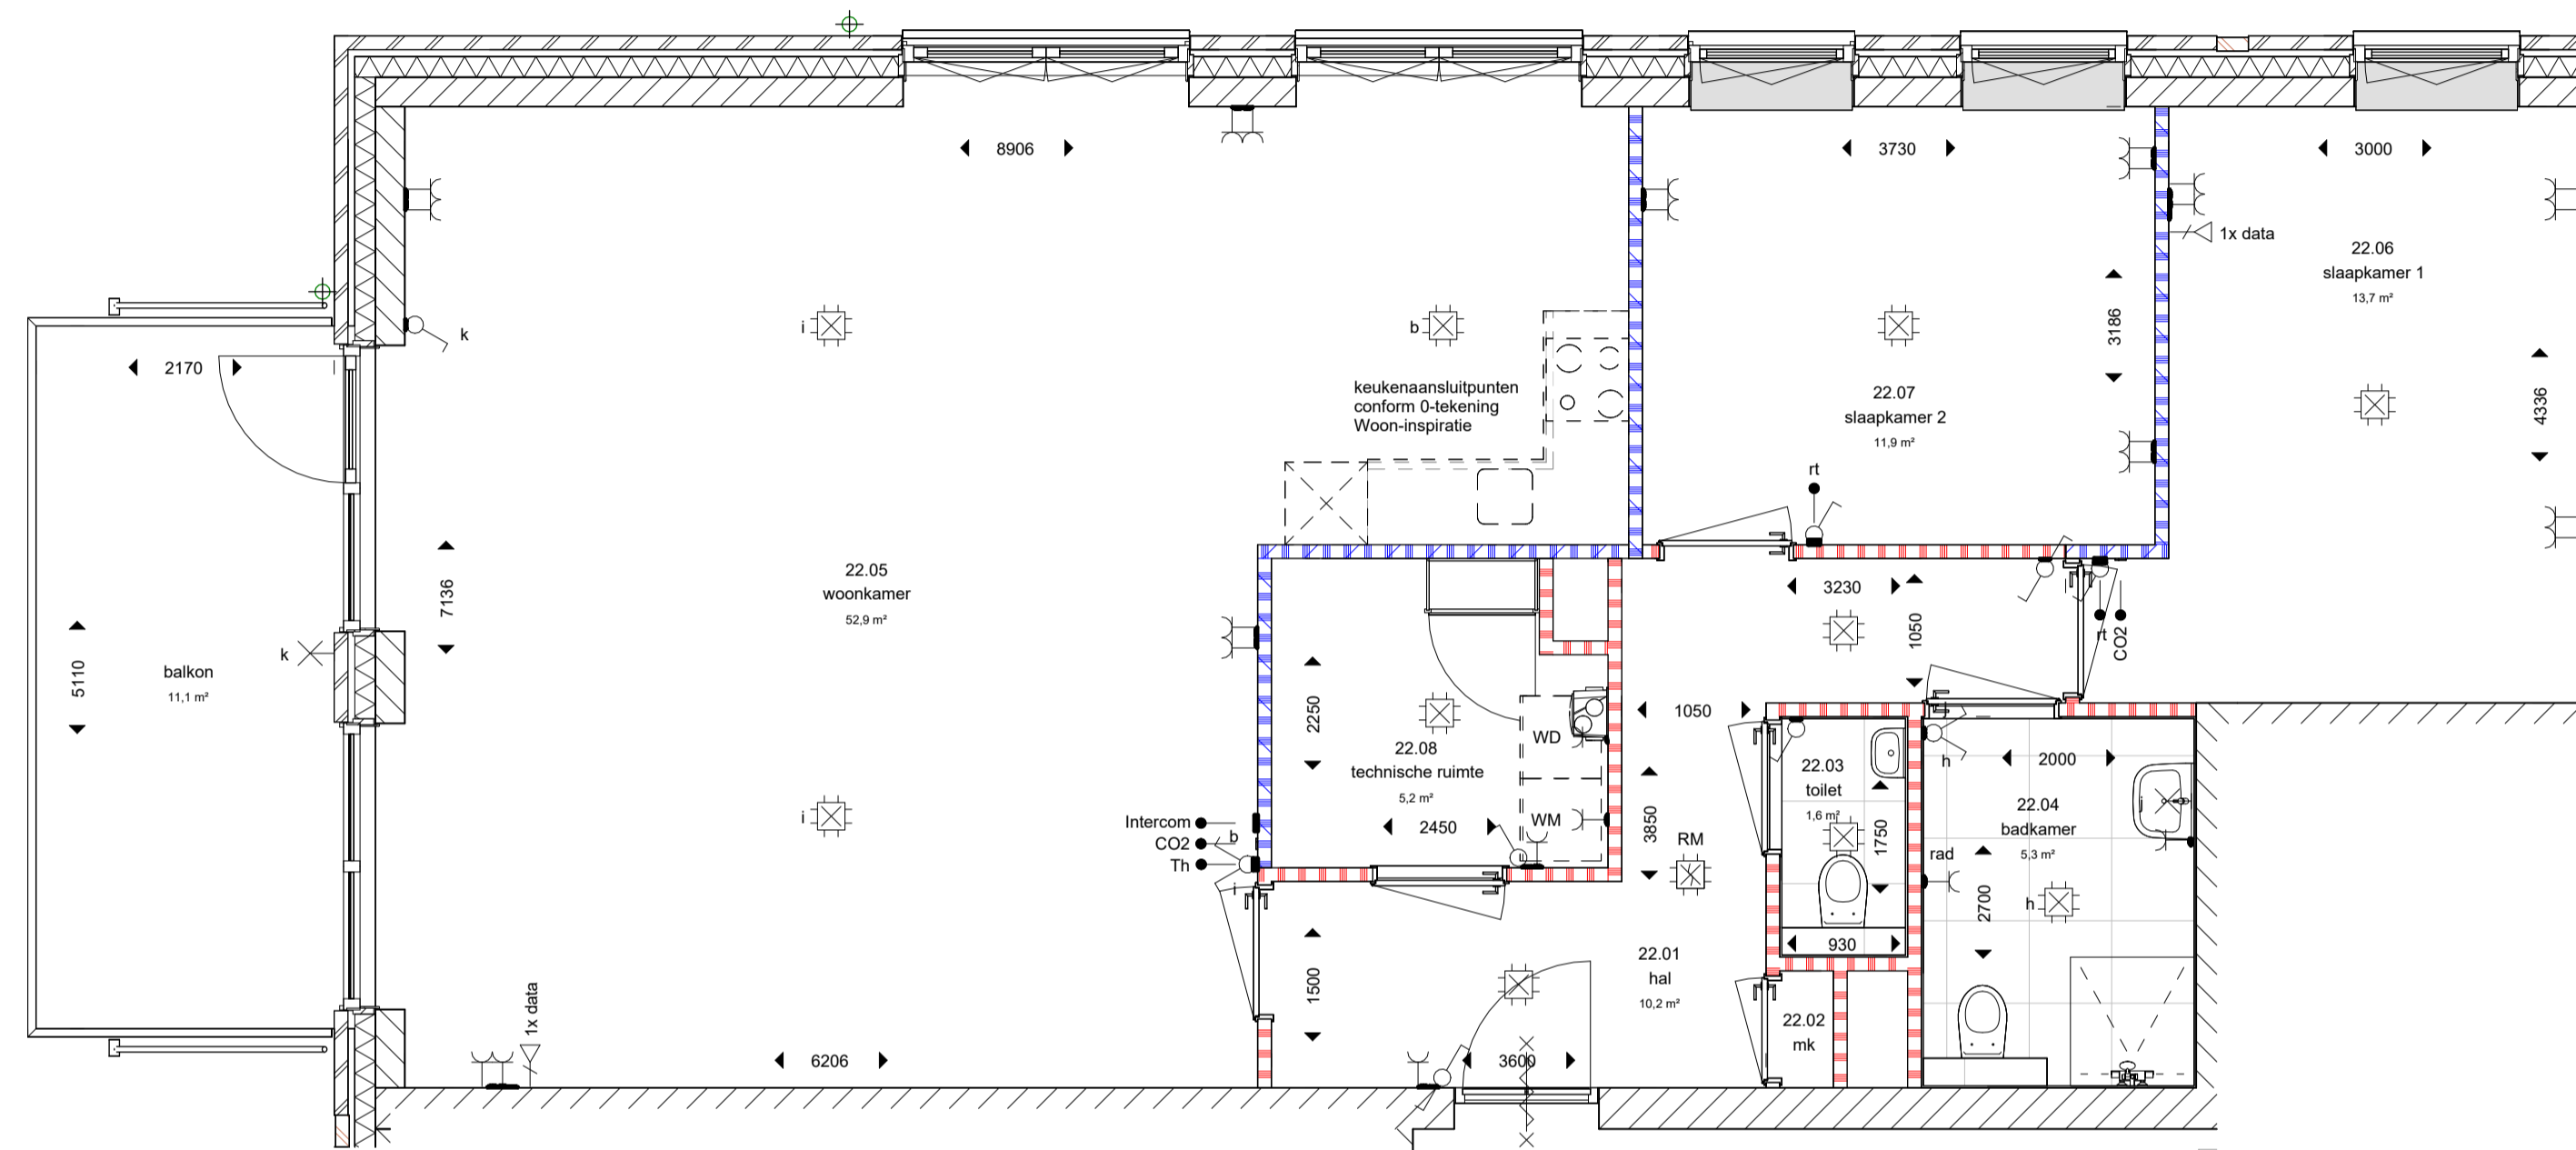 8906
3730
3000
1x data
22.06
slaapkamer 1
13,7 m²
k
i
b
3186
2170
keukenaansluitpunten
conform 0-tekening
Woon-inspiratie
22.07
slaapkamer 2
11,9 m²
4336
rt
7136
22.05
woonkamer
52,9 m²
3230
1050
rt
CO2
k
5110
balkon
11,1 m²
2250
1050
WD
22.08
technische ruimte
5,2 m²
2450
WM
3850
RM
22.03
toilet
1,6 m²
1750
h
2000
22.04
badkamer
5,3 m²
rad
2700
h
i
Intercom
CO2
Th
b
i
930
22.01
hal
10,2 m²
1500
1x data
22.02
mk
6206
3600